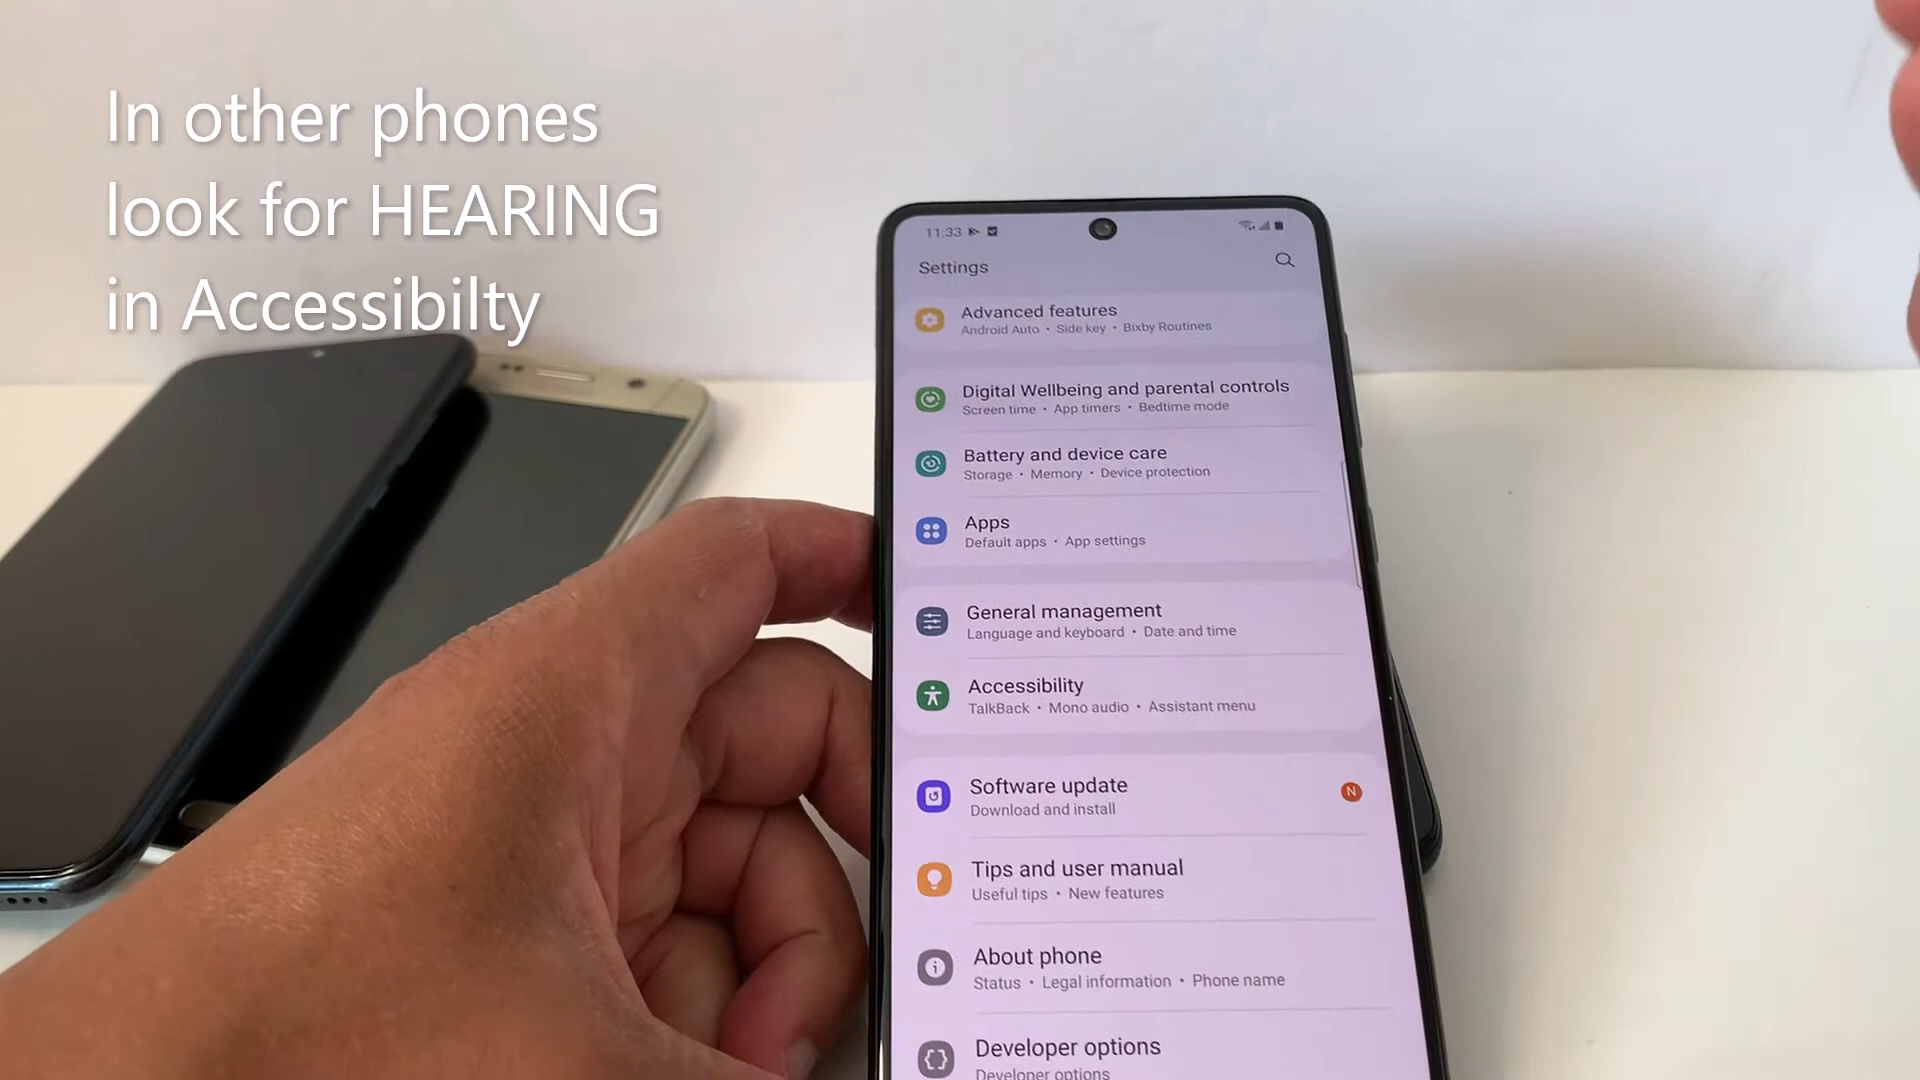 In other phones
look for HEARING
in Accessibilty
11:33
Settings
Advanced features
Android Auto • Side key • Bixby Routines
Digital Wellbeing and parental controls
Screen time • App timers • Bedtime mode
Battery and device care
Storage • Memory • Device protection
Apps
Default apps • App settings
General management
Language and keyboard • Date and time
Accessibility
TalkBack • Mono audio • Assistant menu
Software update
N
Download and install
Tips and user manual
Useful tips • New features
About phone
Status • Legal information • Phone name
Developer options
Developer options